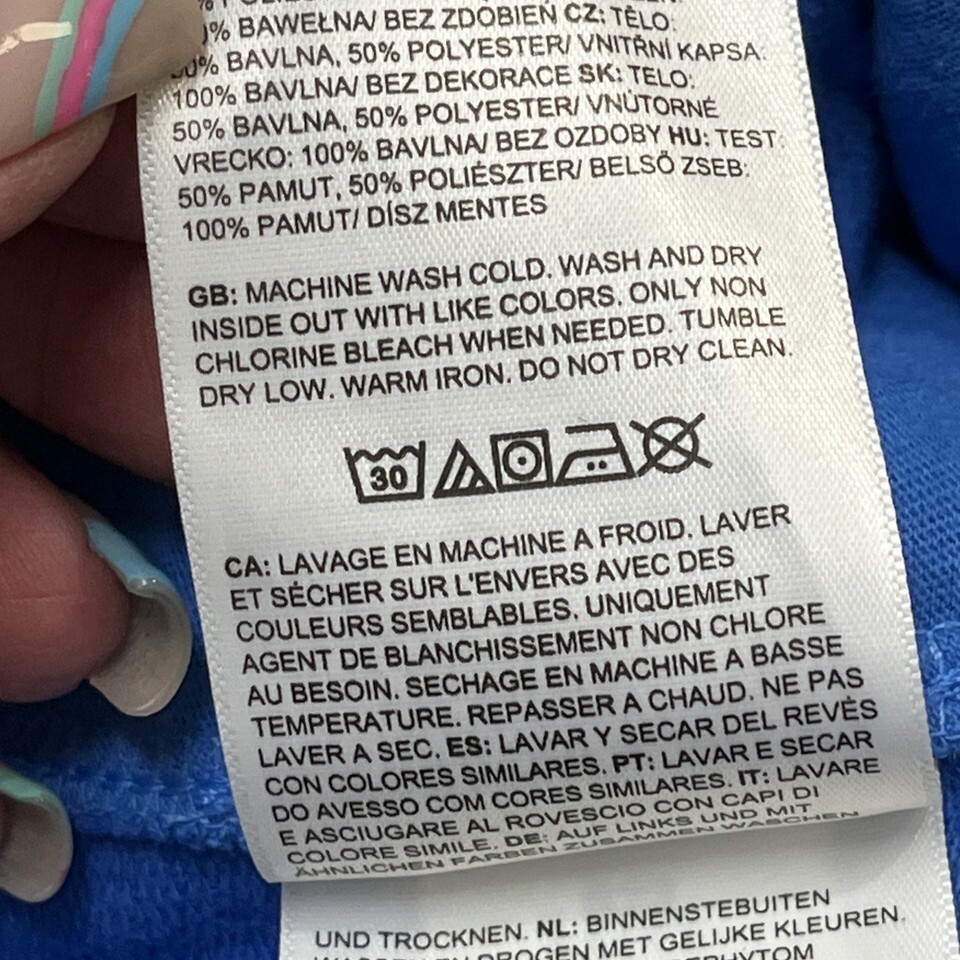 % BAWEŁNA/ BEZ ZDOBIEŃ CZ: TĚLO:
% BAVLNA, 50% POLYESTER/ VNITŘNÍ KAPSA:
100% BAVLNA/ BEZ DEKORACE SK: TELO:
50% BAVLNA, 50% POLYESTER/ VNÚTORNÉ
VRECKO: 100% BAVLNA/ BEZ OZDOBY HU: TEST
50% PAMUT, 50% POLIÉSZTER/ BELSŐ ZSEB:
100% PAMUT/ DÍSZ MENTES
GB: MACHINE WASH COLD. WASH AND DRY
INSIDE OUT WITH LIKE COLORS. ONLY NON
CHLORINE BLEACH WHEN NEEDED. TUMBLE
DRY LOW. WARM IRON. DO NOT DRY CLEAN.
30
CA: LAVAGE EN MACHINE A FROID. LAVER
ET SÉCHER SUR L'ENVERS AVEC DES
COULEURS SEMBLABLES. UNIQUEMENT
AGENT DE BLANCHISSEMENT NON CHLORE
AU BESOIN. SECHAGE EN MACHINE A BASSE
TEMPERATURE. REPASSER A CHAUD. NE PAS
LAVER A SEC. ES: LAVAR Y SECAR DEL REVÉS
CON COLORES SIMILARES. PT: LAVAR E SECAR
DO AVESSO COM CORES SIMILARES. IT: LAVARE
E ASCIUGARE AL ROVESCIO CON CAPI DI
COLORE SIMILE. DE: AUF LINKS UND MIT
ÄHNLICHEN FARBEN ZUSAMMEN WASCHEN
UND TROCKNEN. NL: BINNENSTEBUITEN
MET GELIJKE KLEUREN.